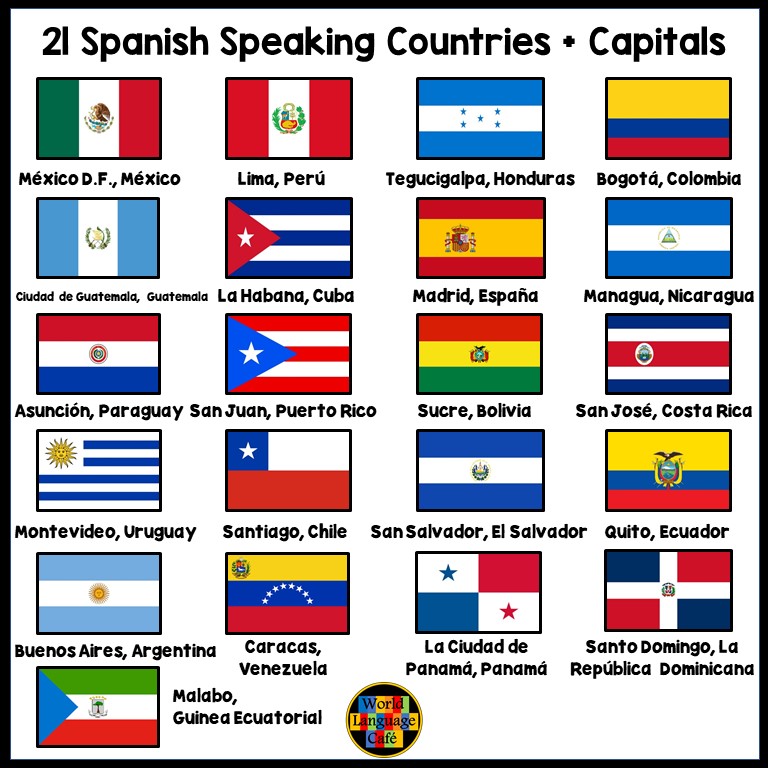 21 Spanish Speaking Countries + Capitals
México D.F., México
Lima, Perú
Tegucigalpa, Honduras
Bogotá, Colombia
Ciudad de Guatemala, Guatemala
La Habana, Cuba
Madrid, España
Managua, Nicaragua
Asunción, Paraguay
San Juan, Puerto Rico
Sucre, Bolivia
San José, Costa Rica
Montevideo, Uruguay
Santiago, Chile
San Salvador, El Salvador
Quito, Ecuador
Buenos Aires, Argentina
Caracas,
Venezuela
La Ciudad de
Panamá, Panamá
Santo Domingo, La
República Dominicana
Malabo,
Guinea Ecuatorial
World
Language
Café